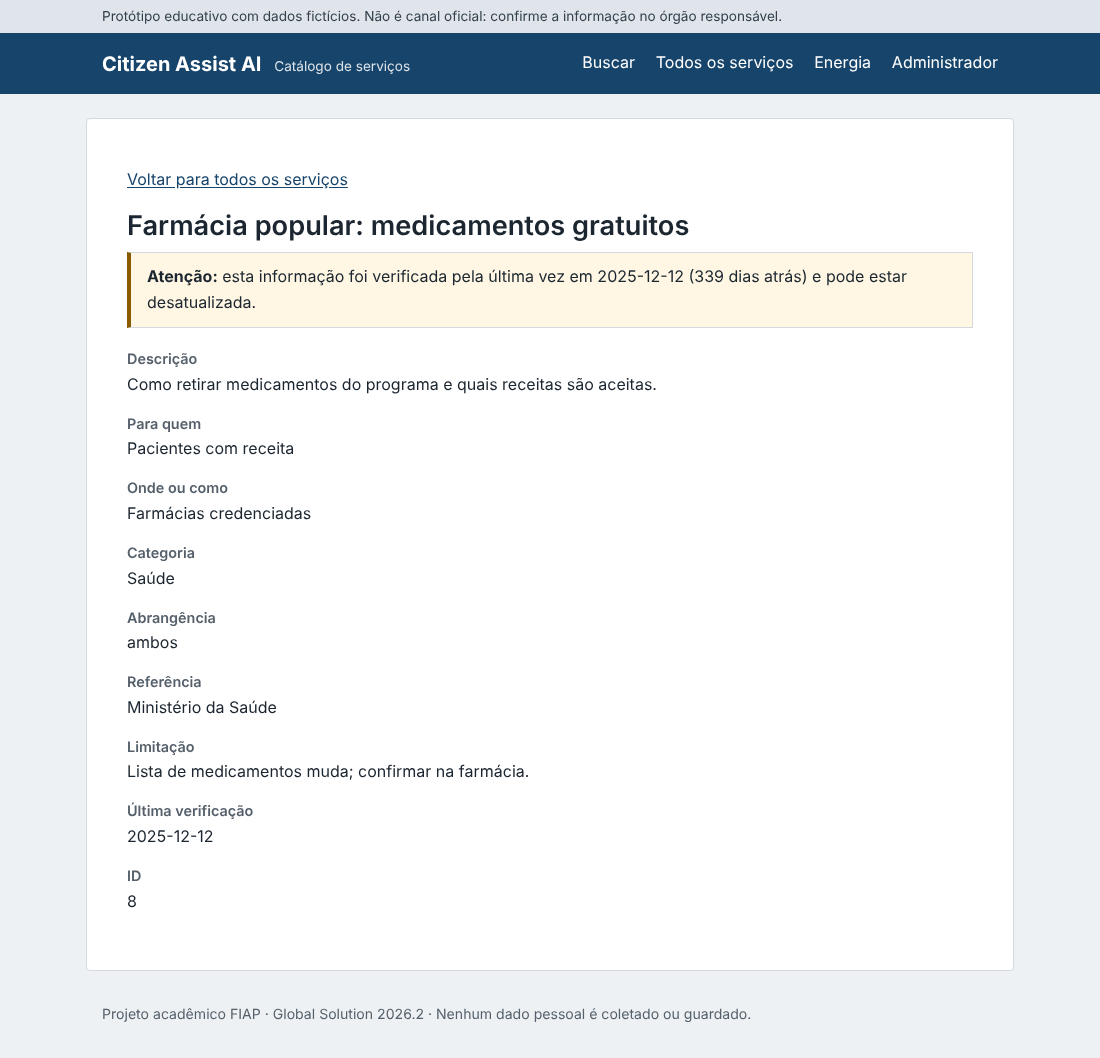 Protótipo educativo com dados fictícios. Não é canal oficial: confirme a informação no órgão responsável.
Citizen Assist AI Catálogo de serviços Buscar Todos os serviços Energia Administrador
Voltar para todos os serviços
Farmácia popular: medicamentos gratuitos
Atenção: esta informação foi verificada pela última vez em 2025-12-12 (339 dias atrás) e pode estar
desatualizada.
Descrição
Como retirar medicamentos do programa e quais receitas são aceitas.
Para quem
Pacientes com receita
Onde ou como
Farmácias credenciadas
Categoria
Saúde
Abrangência
ambos
Referência
Ministério da Saúde
Limitação
Lista de medicamentos muda; confirmar na farmácia.
Última verificação
2025-12-12
ID
8
Projeto acadêmico FIAP · Global Solution 2026.2 · Nenhum dado pessoal é coletado ou guardado.